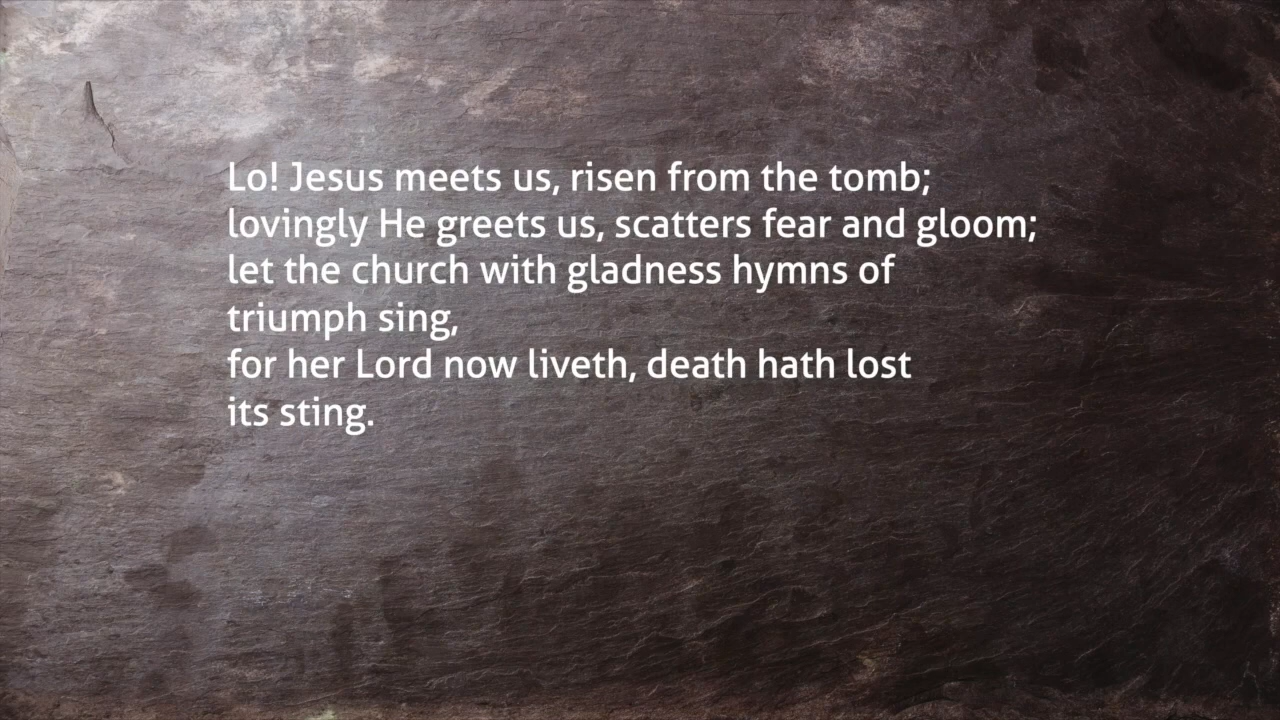 Lo! Jesus meets us, risen from the tomb;
lovingly He greets us, scatters fear and gloom;
let the church with gladness hymns of
triumph sing,
for her Lord now liveth, death hath lost
its sting.